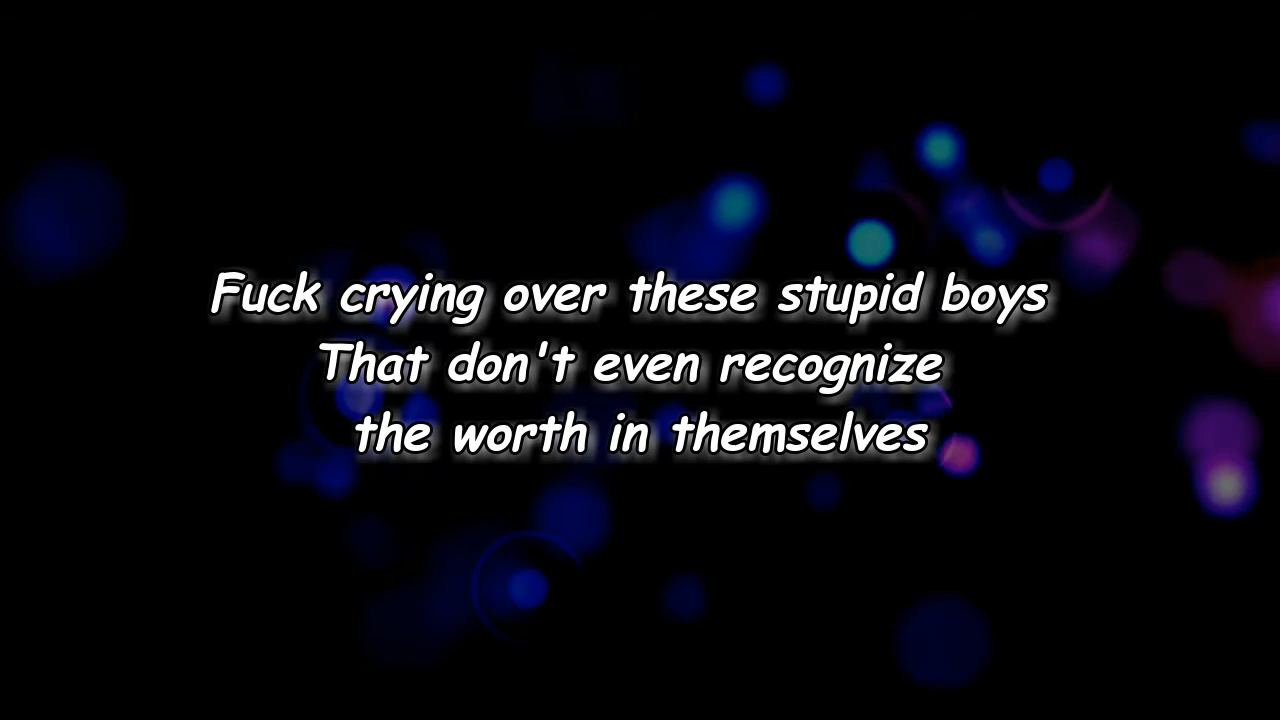 Fuck crying over these stupid boys
That don't even recognize
the worth in themselves